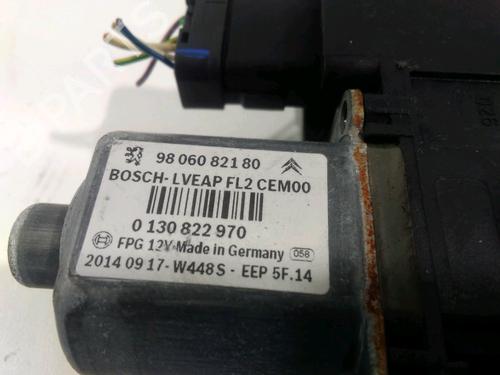 98 060 821 80
BOSCH-LVEAP FL2 CEM00
0 130 822 970
FPG 12V Made in Germany 058
2014 09 17-W448S - EEP 5F.14